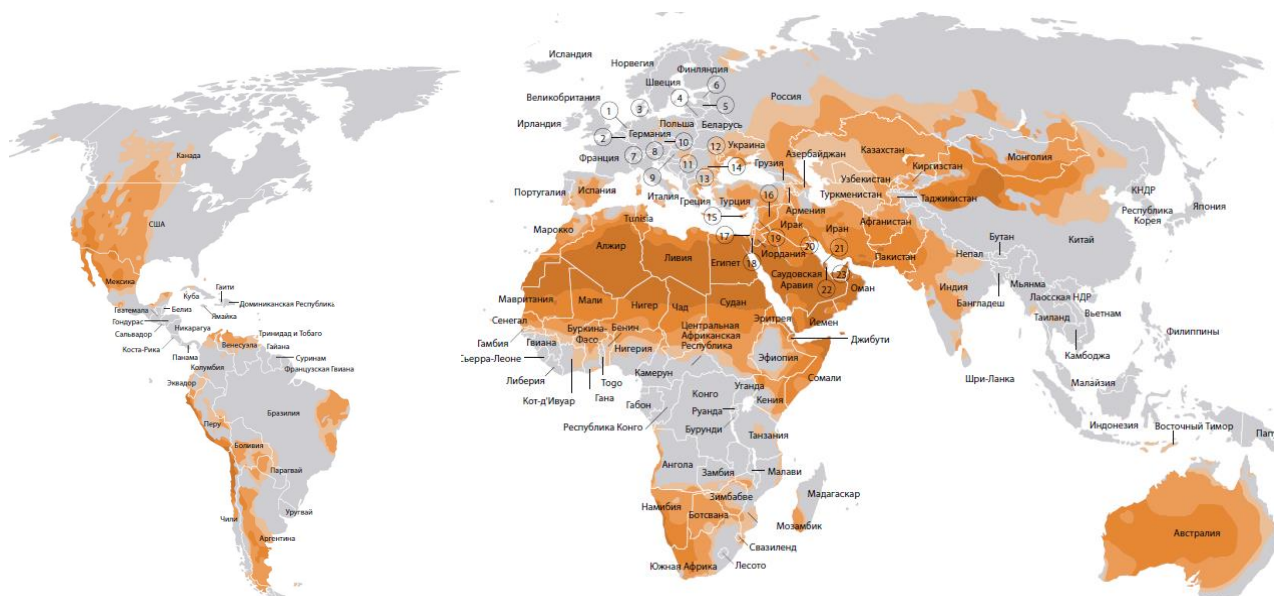 Канада
США
Мексика
Куба
Гаити
Доминиканская Республика
Ямайка
Белиз
Гватемала
Гондурас
Сальвадор
Никарагуа
Коста-Рика
Панама
Тринидад и Тобаго
Венесуэла
Гайана
Суринам
Французская Гвиана
Колумбия
Эквадор
Перу
Бразилия
Боливия
Парагвай
Уругвай
Чили
Аргентина
Исландия
Норвегия
Финляндия
Швеция
Великобритания
Ирландия
Россия
1
2
3
4
5
6
Польша
Беларусь
Германия
10
12
Украина
Франция
7
8
9
11
13
14
Португалия
Испания
Италия
Греция
Турция
Грузия
Азербайджан
Армения
Казахстан
Киргизстан
Узбекистан
Туркменистан
Таджикистан
Монголия
КНДР
Республика
Корея
Япония
Китай
15
16
17
18
19
20
21
22
23
Марокко
Tunisia
Алжир
Ливия
Египет
Ирак
Иордания
Иран
Афганистан
Пакистан
Саудовская
Аравия
Оман
Йемен
Непал
Бутан
Индия
Бангладеш
Мьянма
Лаосская НДР
Таиланд
Вьетнам
Камбоджа
Филиппины
Шри-Ланка
Малайзия
Индонезия
Восточный Тимор
Пап
Мавритания
Мали
Нигер
Чад
Судан
Эритрея
Джибути
Сенегал
Гамбия
Гвиана
Сьерра-Леоне
Либерия
Кот-д'Ивуар
Буркина-
Фасо
Гана
Togo
Бенин
Нигерия
Камерун
Центральная
Африканская
Республика
Эфиопия
Сомали
Габон
Республика Конго
Конго
Уганда
Кения
Руанда
Бурунди
Танзания
Ангола
Замбия
Малави
Зимбабве
Мадагаскар
Намибия
Ботсвана
Мозамбик
Свазиленд
Южная Африка
Лесото
Австралия